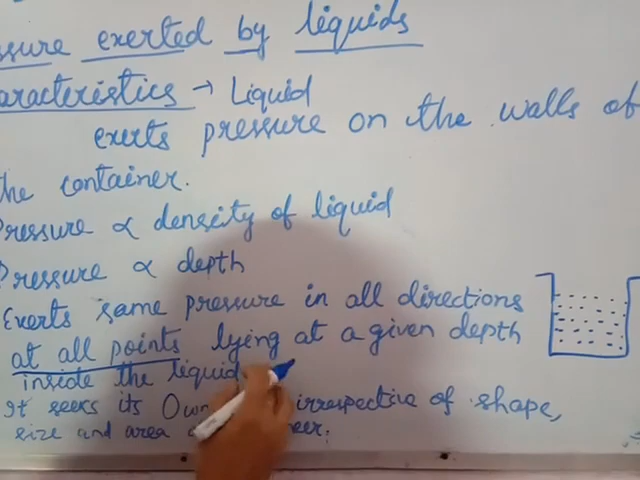 ssure exerted by liquids
aracteristics → Liquid
exerts pressure on the walls of
the container.
Pressure ∝ denscity of liquid
Pressure ∝ depth
Exerts same pressure in all directions
at all points lying at a given depth
inside the liquid
It seeks its Own irrespective of shape,
size and area